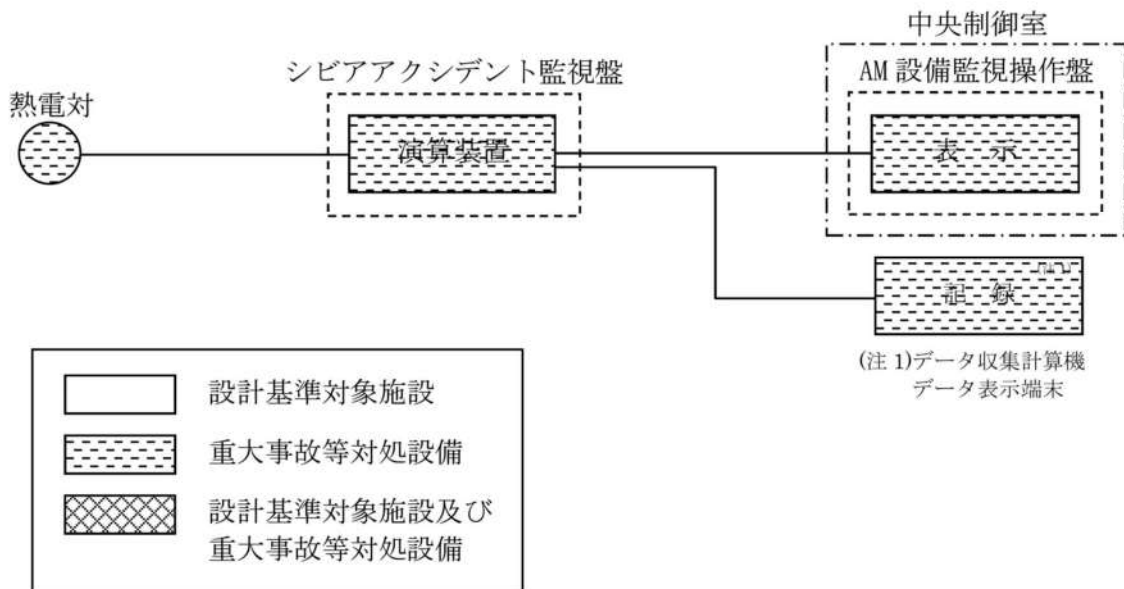 中央制御室
シビアアクシデント監視盤
AM設備監視操作盤
熱電対
演算装置
表 示
記 録
(注1)データ収集計算機
データ表示端末
設計基準対象施設
重大事故等対処設備
設計基準対象施設及び
重大事故等対処設備